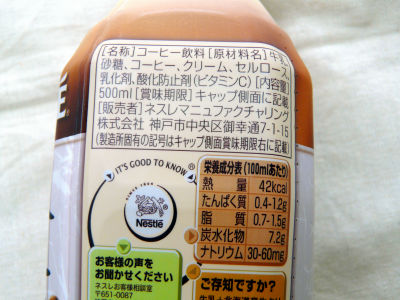 [名称]コーヒー飲料[原材料名]牛乳、
砂糖、コーヒー、クリーム、セルロース、
乳化剤、酸化防止剤(ビタミンC)[内容量]
500ml[賞味期限]キャップ側面に記載
[販売者]ネスレマニュファクチャリング
株式会社 神戸市中央区御幸通7-1-15
(製造所固有の記号はキャップ側面賞味期限右に記載)
IT'S GOOD TO KNOW
Nestlé
栄養成分表(100mlあたり)
熱量 42kcal
たんぱく質 0.4-1.2g
脂質 0.7-1.5g
炭水化物 7.2g
ナトリウム 30-60mg
お客様の声を
お聞かせください
ネスレお客様相談室
〒651-0087
ご存知ですか?